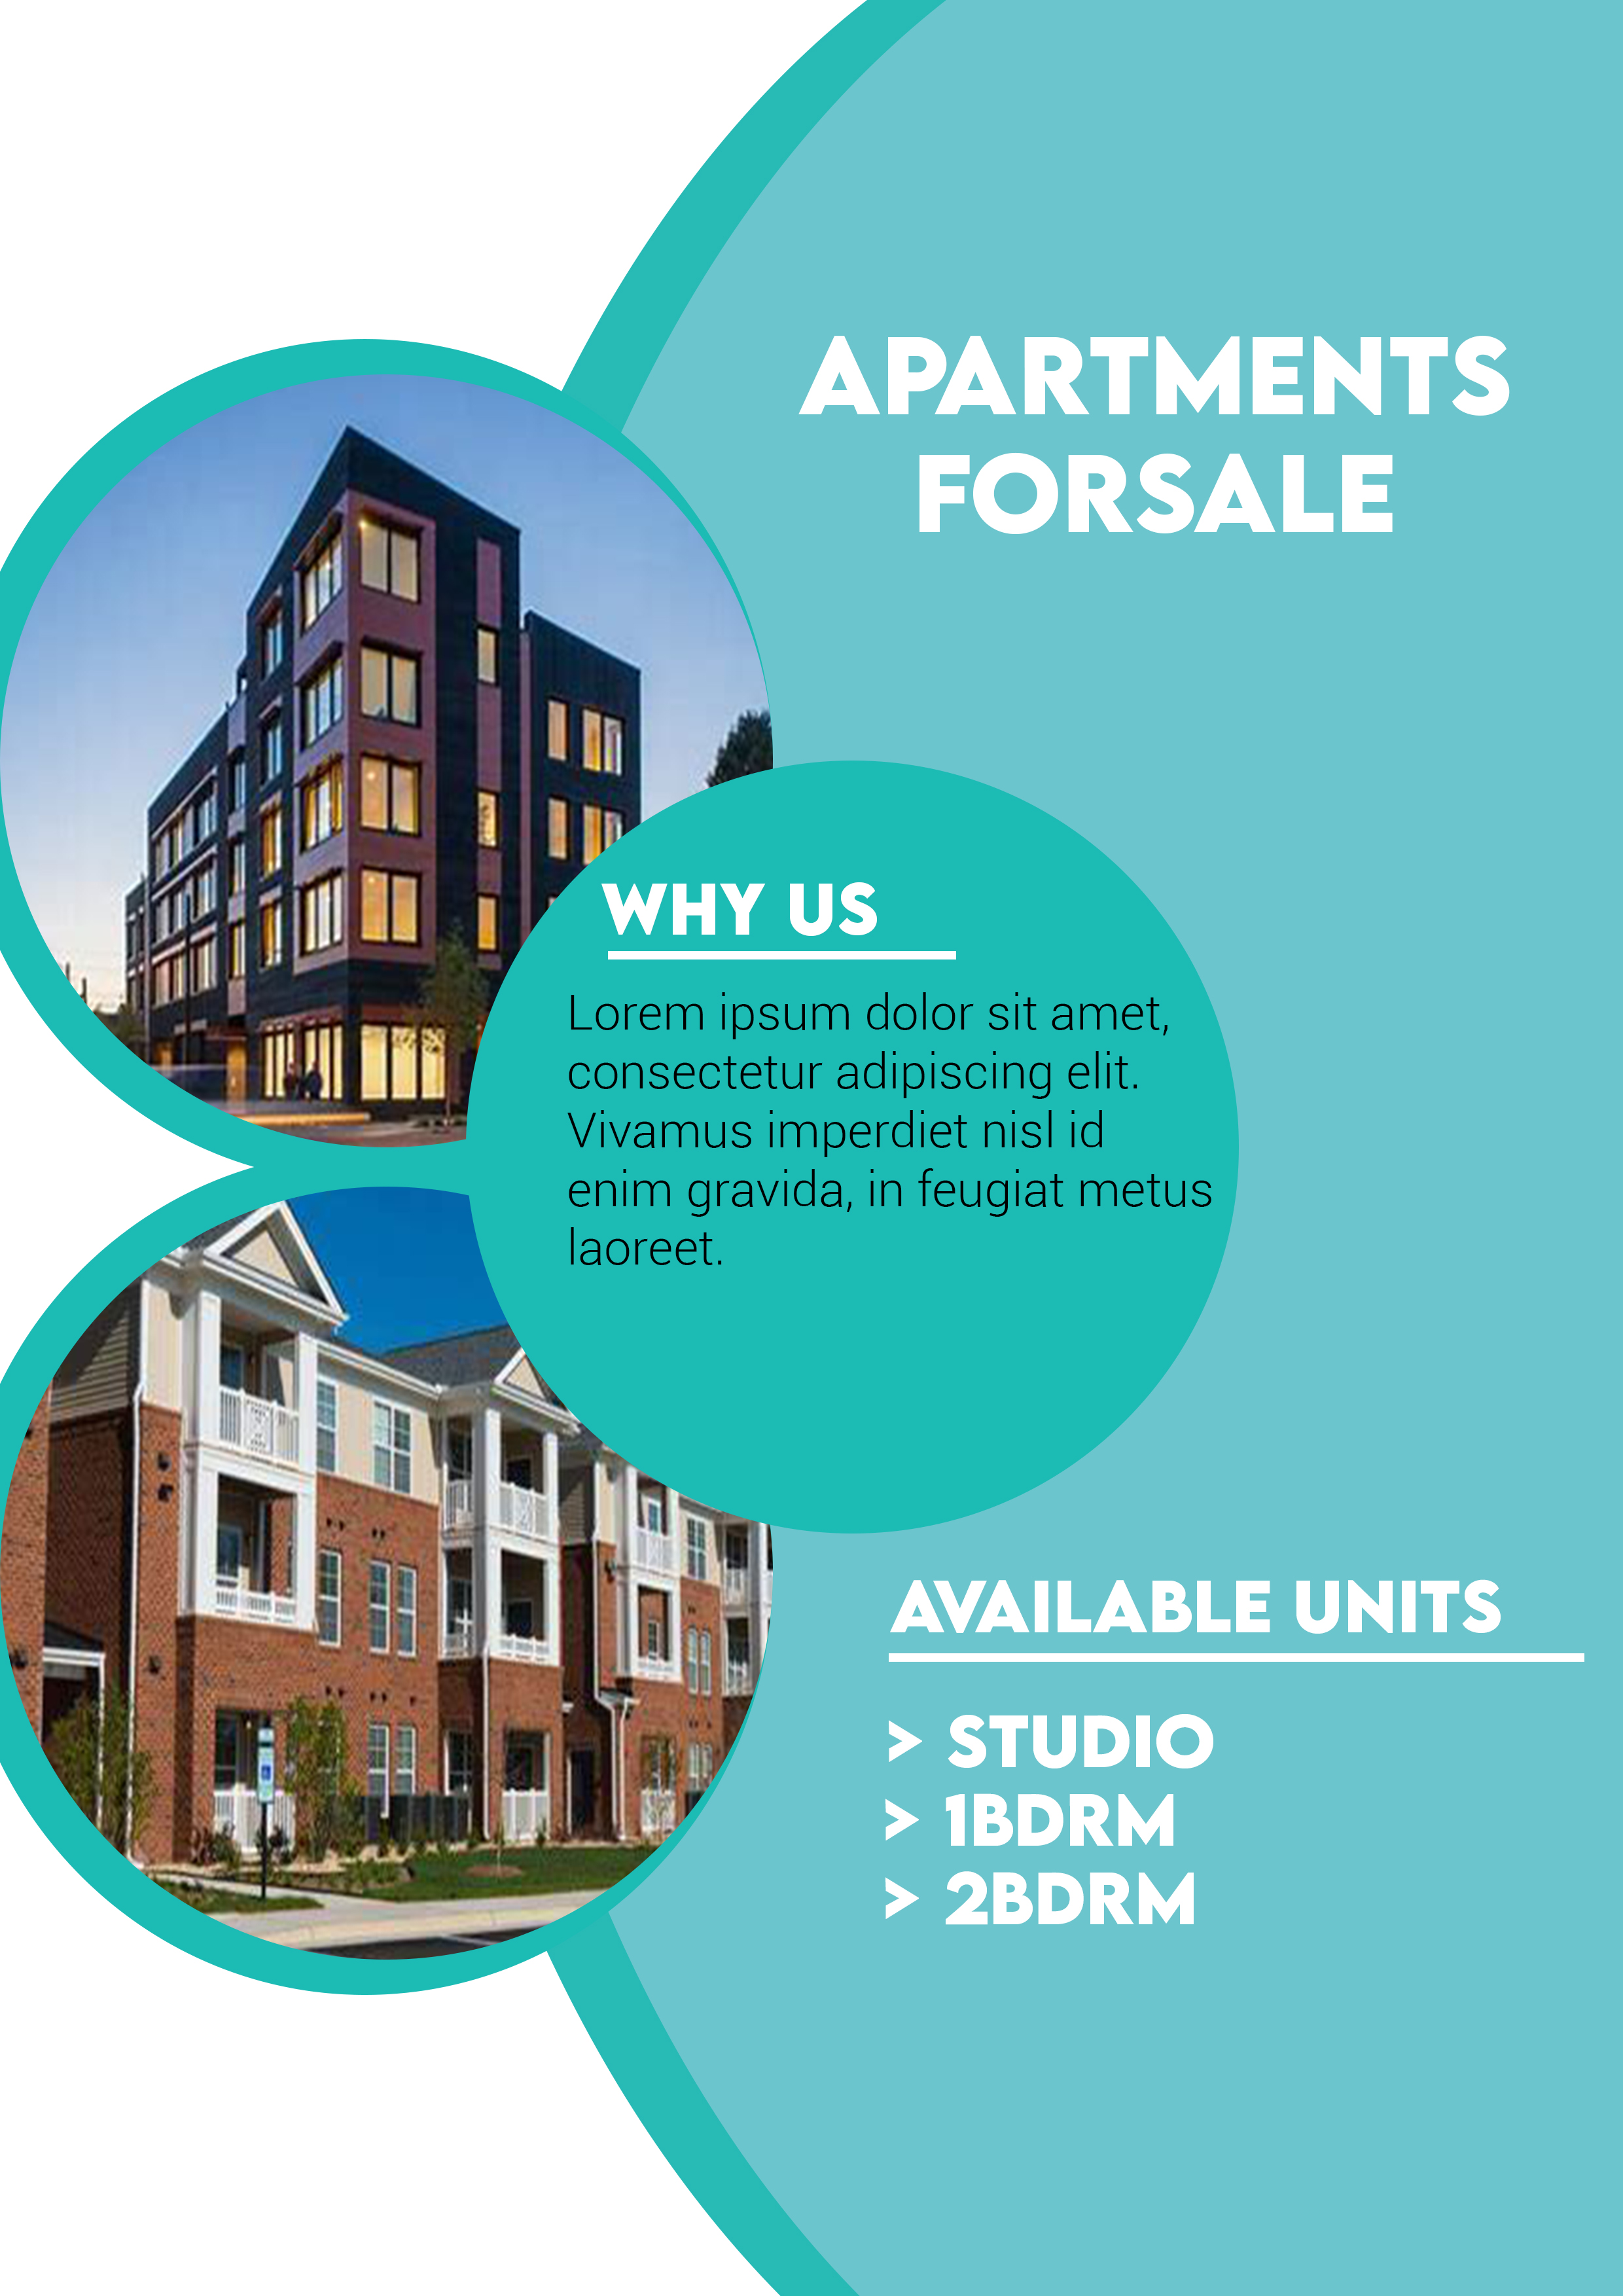 APARTMENTS
FORSALE
WHY US
Lorem ipsum dolor sit amet,
consectetur adipiscing elit.
Vivamus imperdiet nisl id
enim gravida, in feugiat metus
laoreet.
AVAILABLE UNITS
> STUDIO
> 1BDRM
> 2BDRM